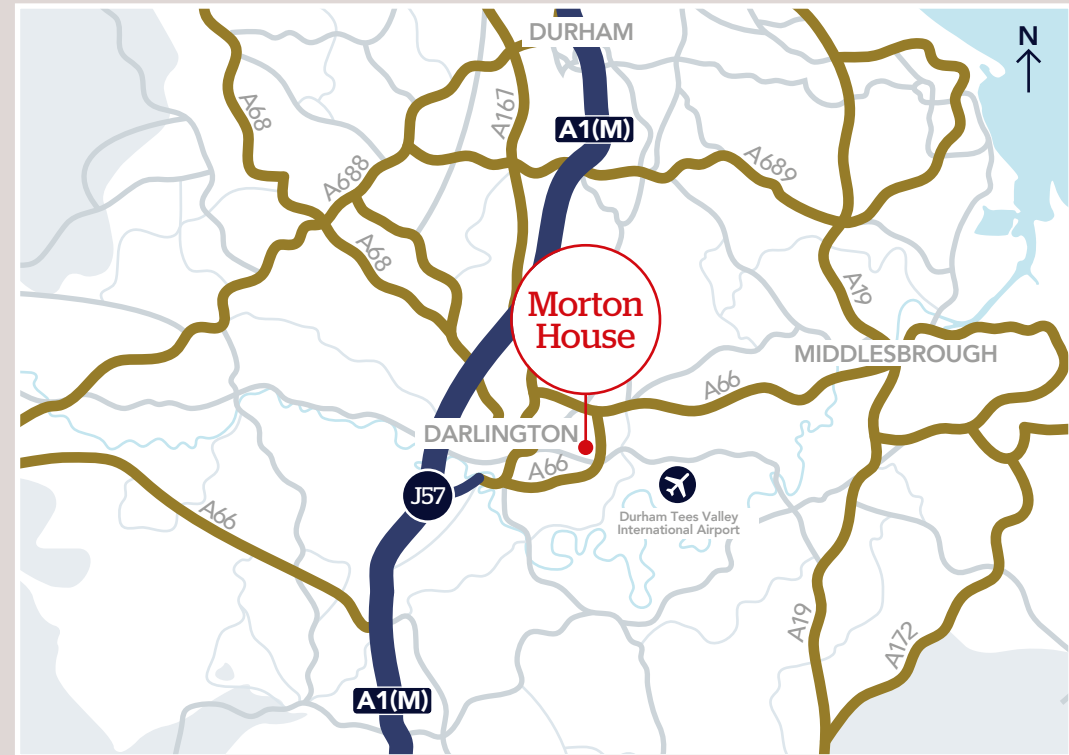 DURHAM
N
A68
A167
A1(M)
A688
A689
A68
A19
Morton
House
MIDDLESBROUGH
A66
DARLINGTON
A66
J57
A66
Durham Tees Valley
International Airport
A19
A172
A1(M)